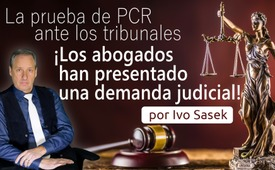 La prueba de PCR
ante los tribunales
¡Los abogados
han presentado
una demanda judicial!
por Ivo Sasek